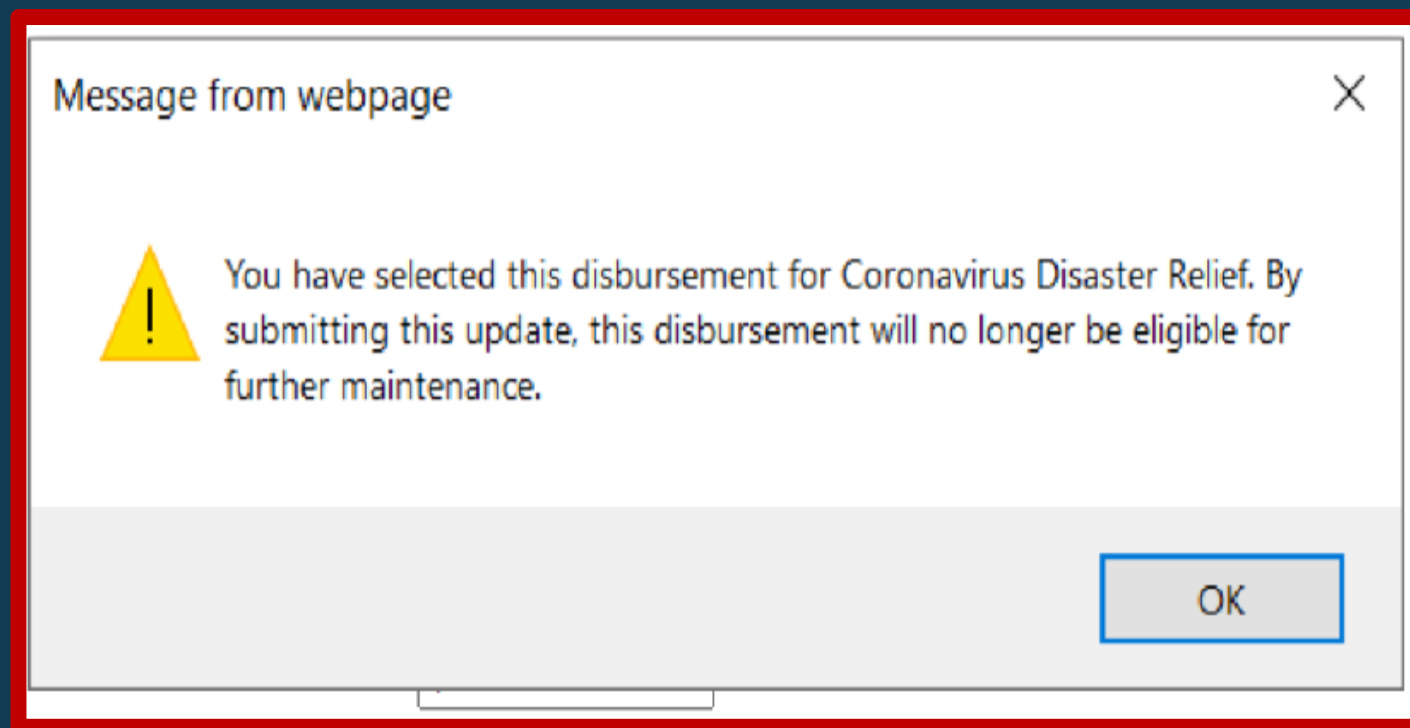 Message from webpage
You have selected this disbursement for Coronavirus Disaster Relief. By
submitting this update, this disbursement will no longer be eligible for
further maintenance.
OK